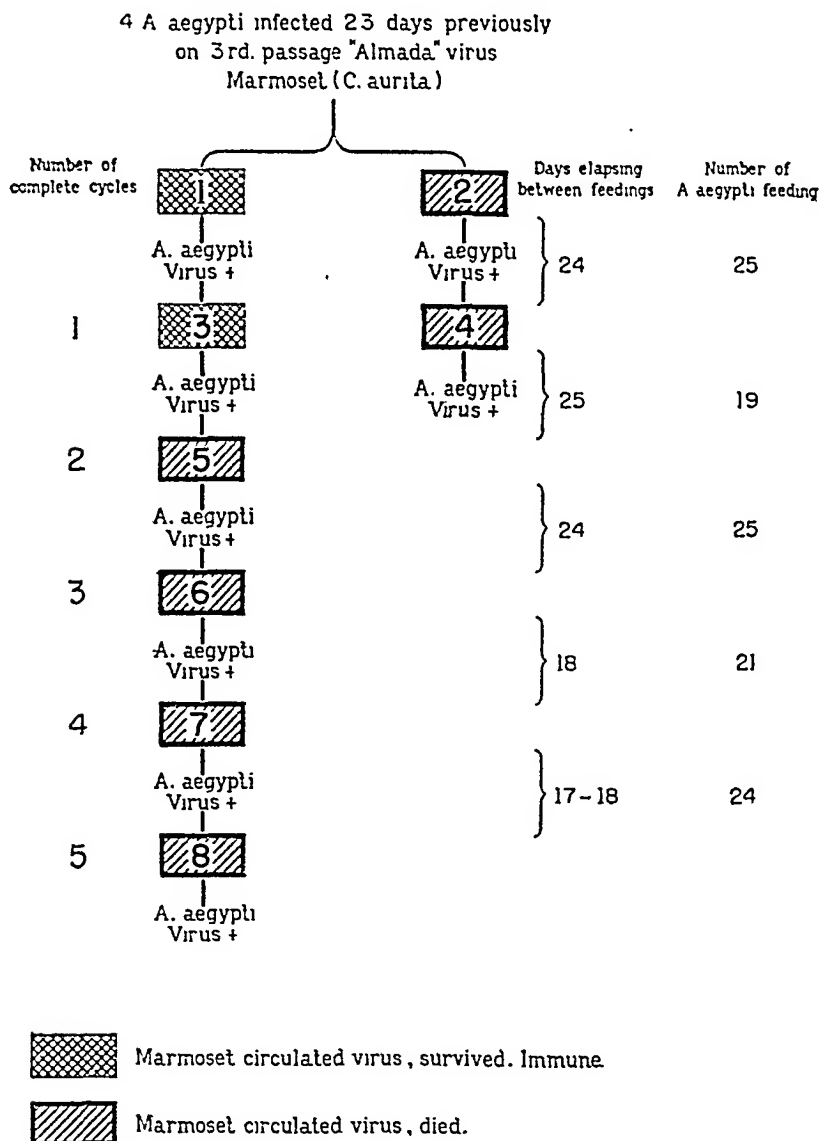 4 A aegypti infected 23 days previously
on 3rd. passage "Almada" virus
Marmoset (C. aurita)
Number of
complete cycles
Days elapsing
between feedings
Number of
A aegypti feeding
1
2
A. aegypti
Virus +
A. aegypti
Virus +
24
25
1
3
4
A. aegypti
Virus +
A. aegypti
Virus +
25
19
2
5
A. aegypti
Virus +
24
25
3
6
A. aegypti
Virus +
18
21
4
7
A. aegypti
Virus +
17-18
24
5
8
A. aegypti
Virus +
Marmoset circulated virus, survived. Immune
Marmoset circulated virus, died.